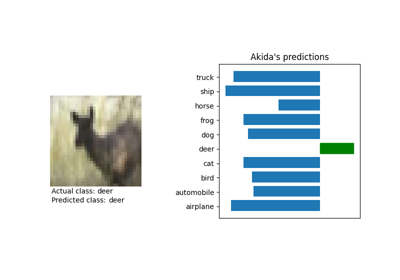 Akida's predictions
truck
ship
horse
frog
dog
deer
cat
bird
automobile
airplane
Actual class: deer
Predicted class: deer